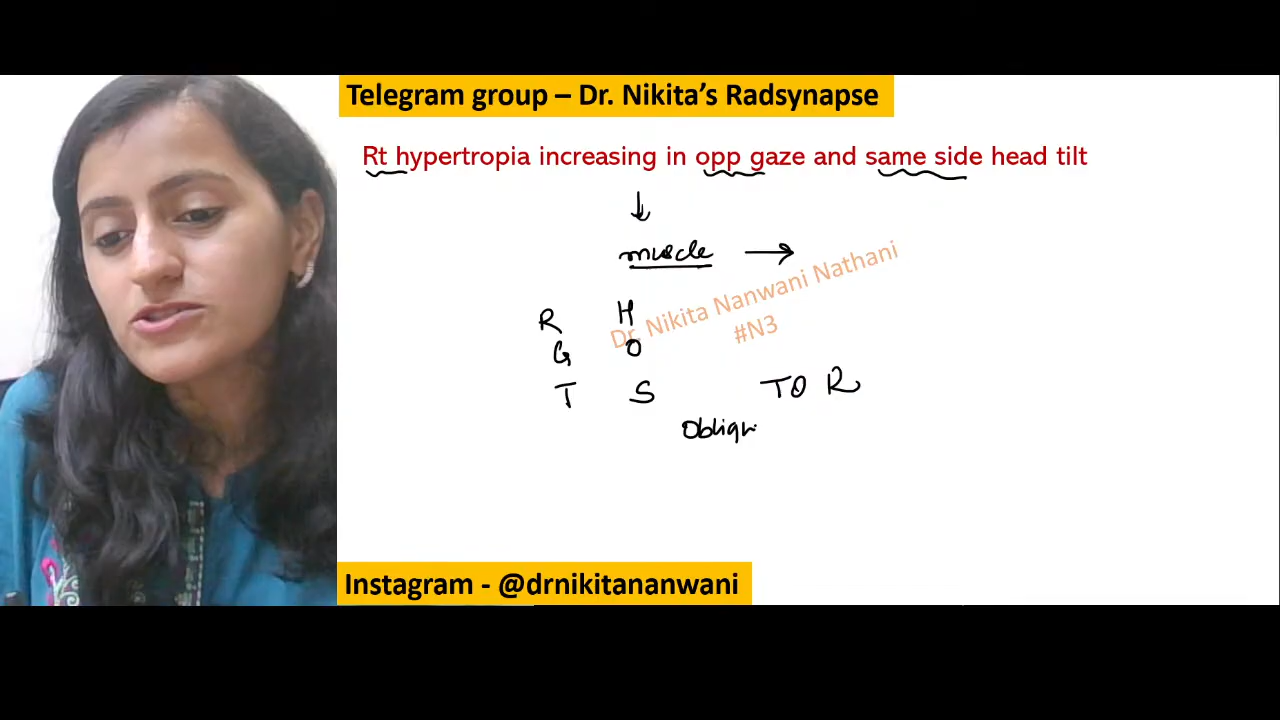 Telegram group – Dr. Nikita's Radsynapse
Rt hypertropia increasing in opp gaze and same side head tilt
muscle →
Dr. Nikita Nanwani Nathani
#N3
R H
G O
T S TO R
Obliqu
Instagram - @drnikitananwani